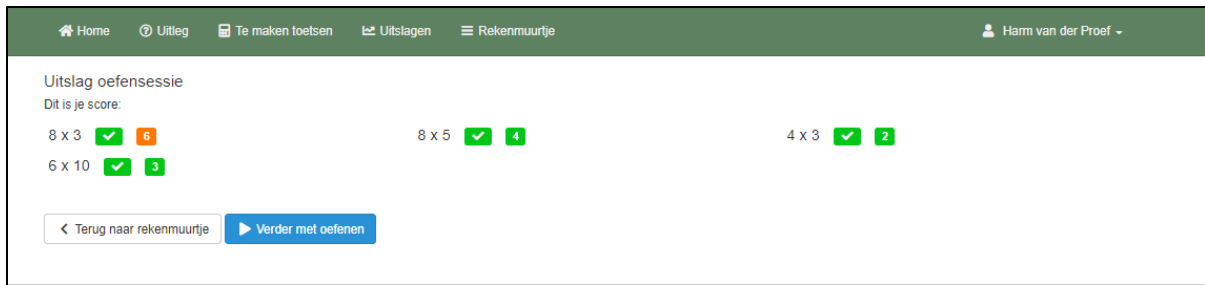 Home Uitleg Te maken toetsen Uitslagen Rekenmuurtje Harm van der Proef
Uitslag oefensessie
Dit is je score:
8 x 3 6 8 x 5 4 4 x 3 2
6 x 10 3
Terug naar rekenmuurtje Verder met oefenen